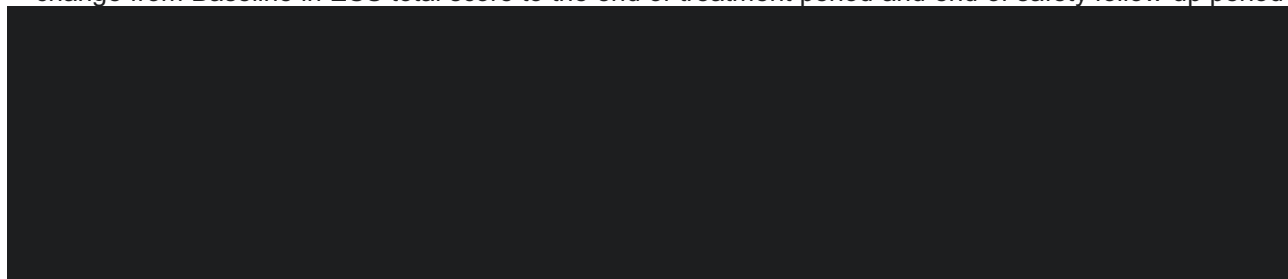 change from Baseline in ESS total score to the end of treatment period and end of safety follow-up period